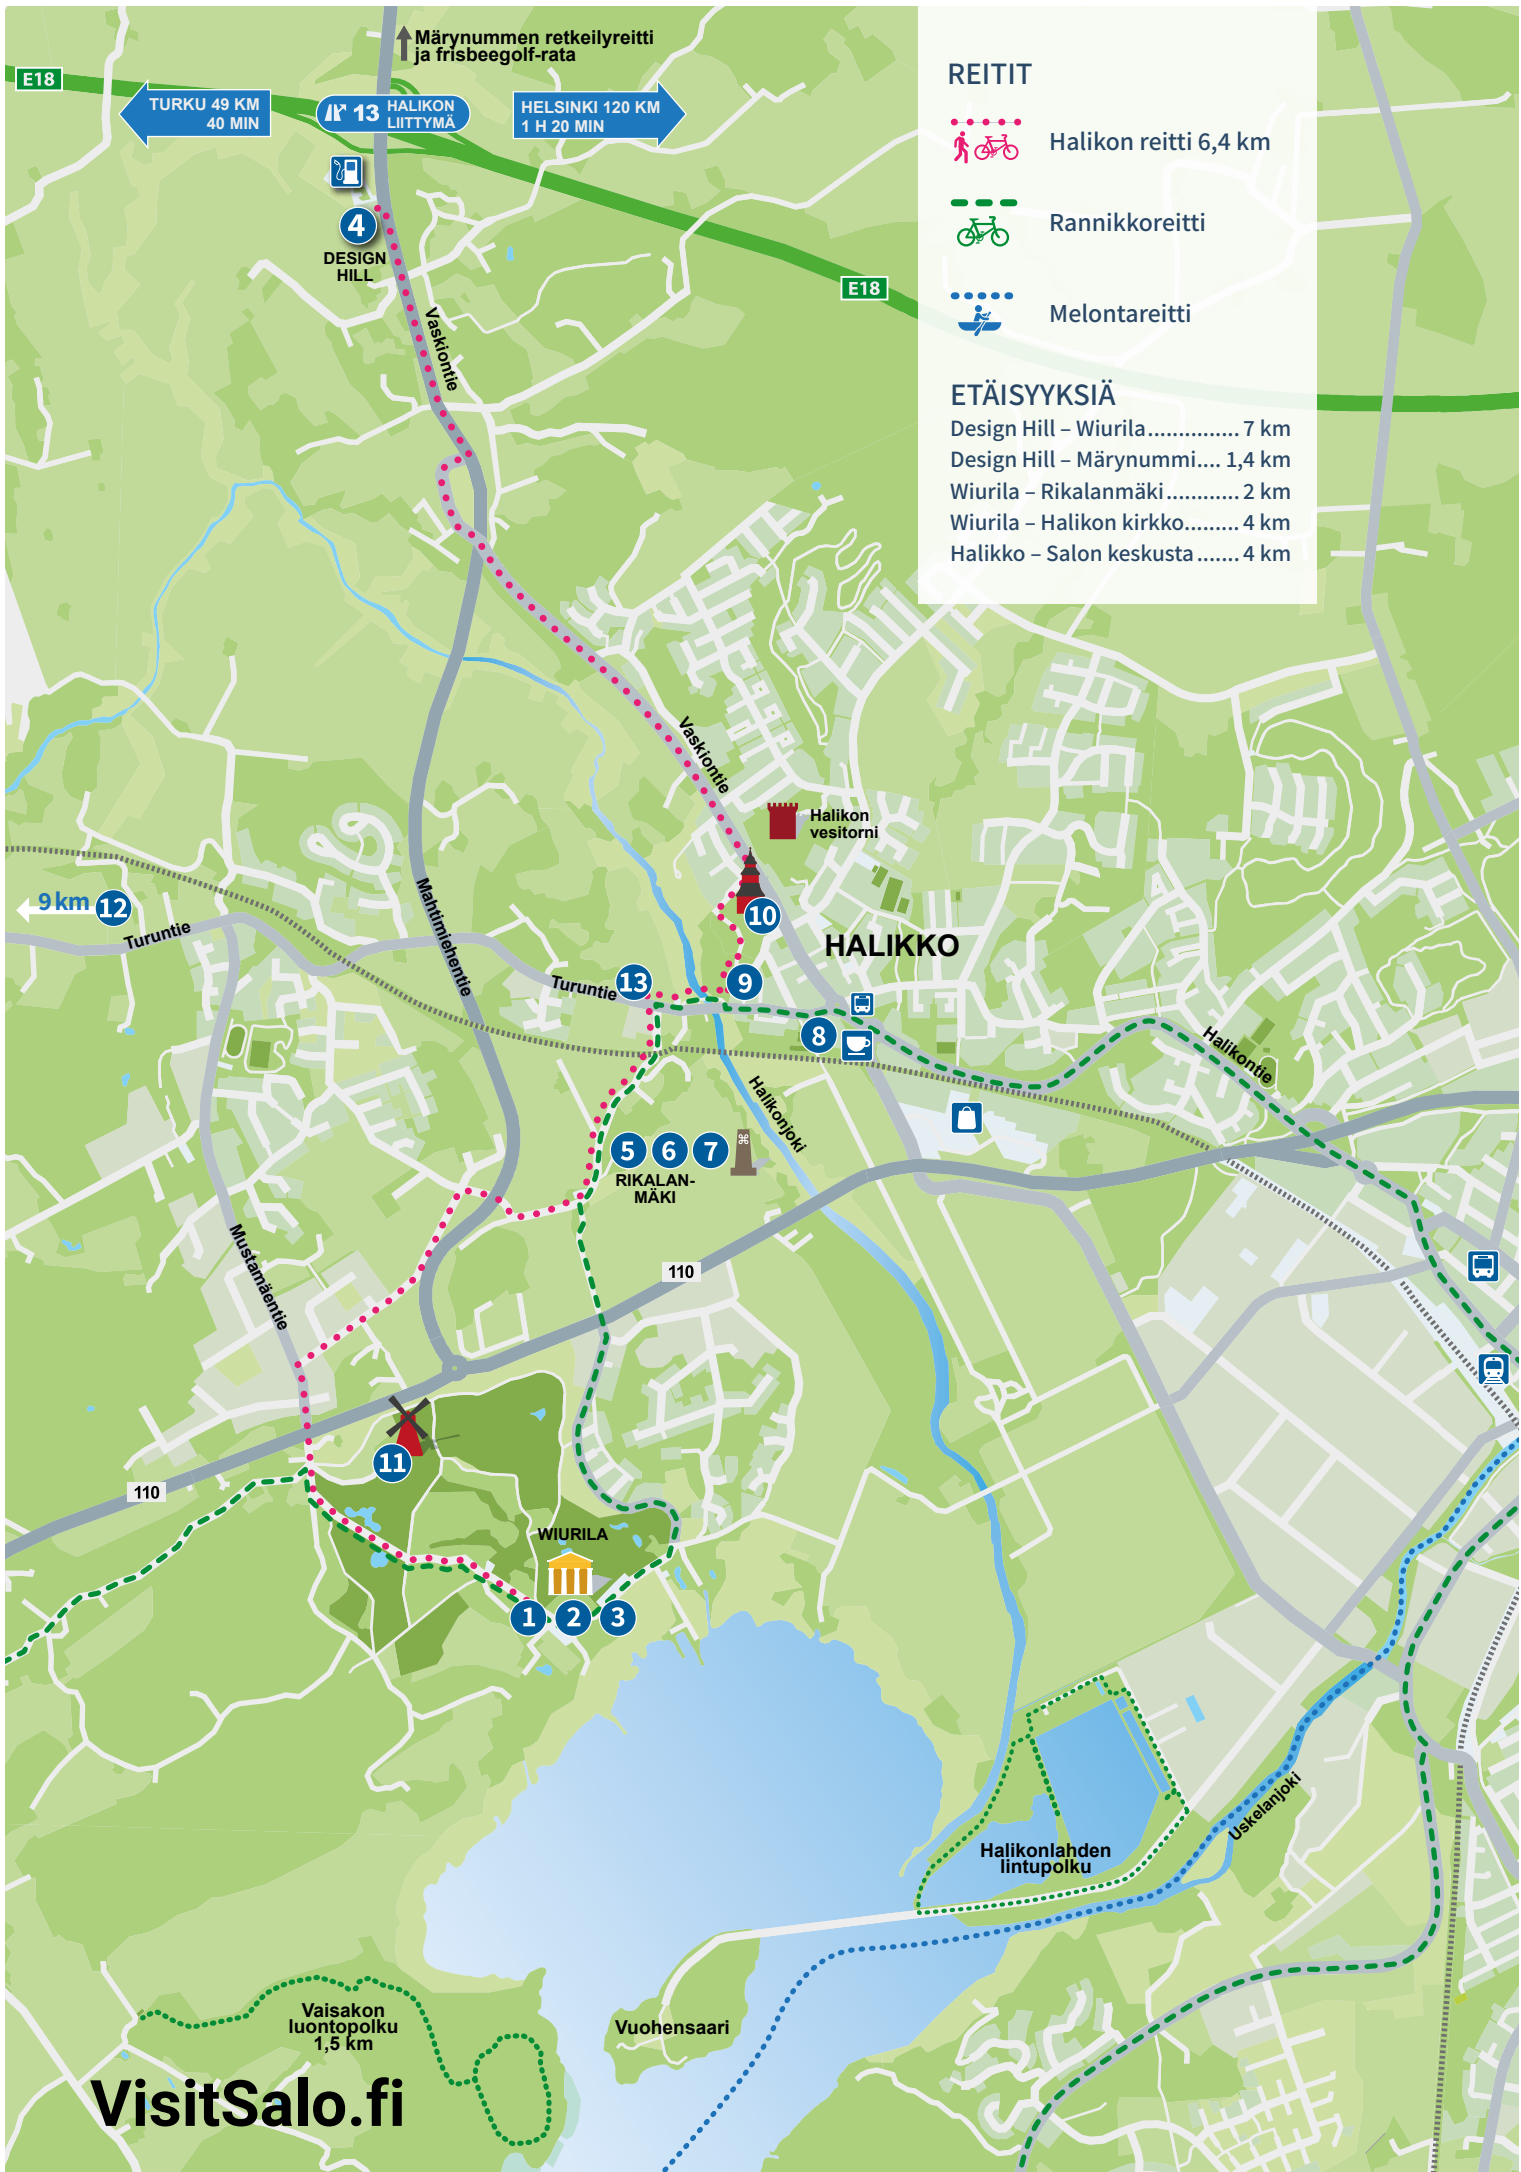 Märynummen retkeilyreitti
ja frisbeegolf-rata
E18
TURKU 49 KM
40 MIN
13 HALIKON
LIITTYMÄ
HELSINKI 120 KM
1 H 20 MIN
4
DESIGN
HILL
E18
REITIT
Halikon reitti 6,4 km
Rannikkoreitti
Melontareitti
ETÄISYYKSIÄ
Design Hill – Wiurila............... 7 km
Design Hill – Märynummi.... 1,4 km
Wiurila – Rikalanmäki............ 2 km
Wiurila – Halikon kirkko......... 4 km
Halikko – Salon keskusta....... 4 km
Vaskiontie
Vaskiontie
Halikon
vesitorni
9 km 12
Turuntie
Mahtimiehentie
10
HALIKKO
Turuntie
13
9
8
Halikontie
Halikonjoki
5 6 7
RIKALAN-
MÄKI
Mustamäentie
110
11
110
WIURILA
1 2 3
Uskelanjoki
Halikonlahden
lintupolku
Vaisakon
luontopolku
1,5 km
Vuohensaari
VisitSalo.fi